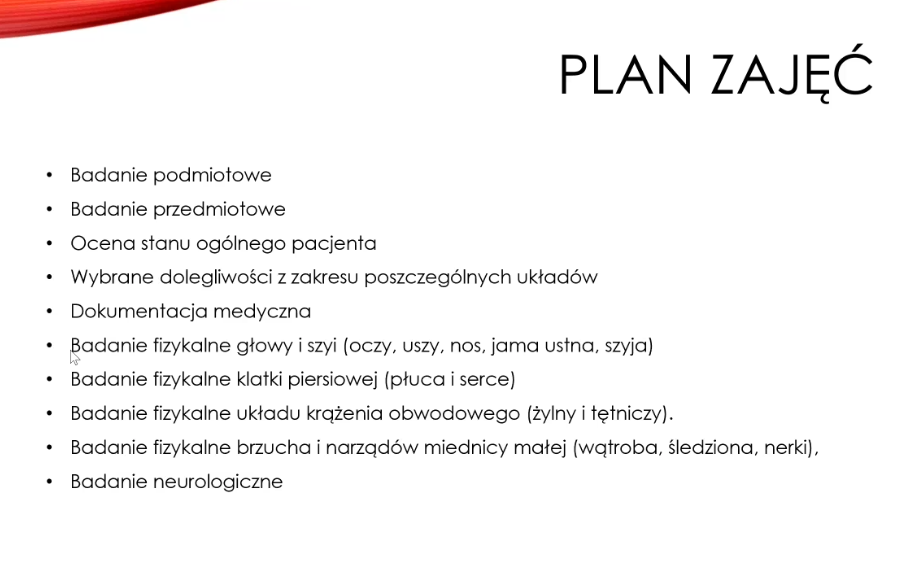 PLAN ZAJĘĆ
• Badanie podmiotowe
• Badanie przedmiotowe
• Ocena stanu ogólnego pacjenta
• Wybrane dolegliwości z zakresu poszczególnych układów
• Dokumentacja medyczna
• Badanie fizykalne głowy i szyi (oczy, uszy, nos, jama ustna, szyja)
• Badanie fizykalne klatki piersiowej (płuca i serce)
• Badanie fizykalne układu krążenia obwodowego (żylny i tętniczy).
• Badanie fizykalne brzucha i narządów miednicy małej (wątroba, śledziona, nerki),
• Badanie neurologiczne